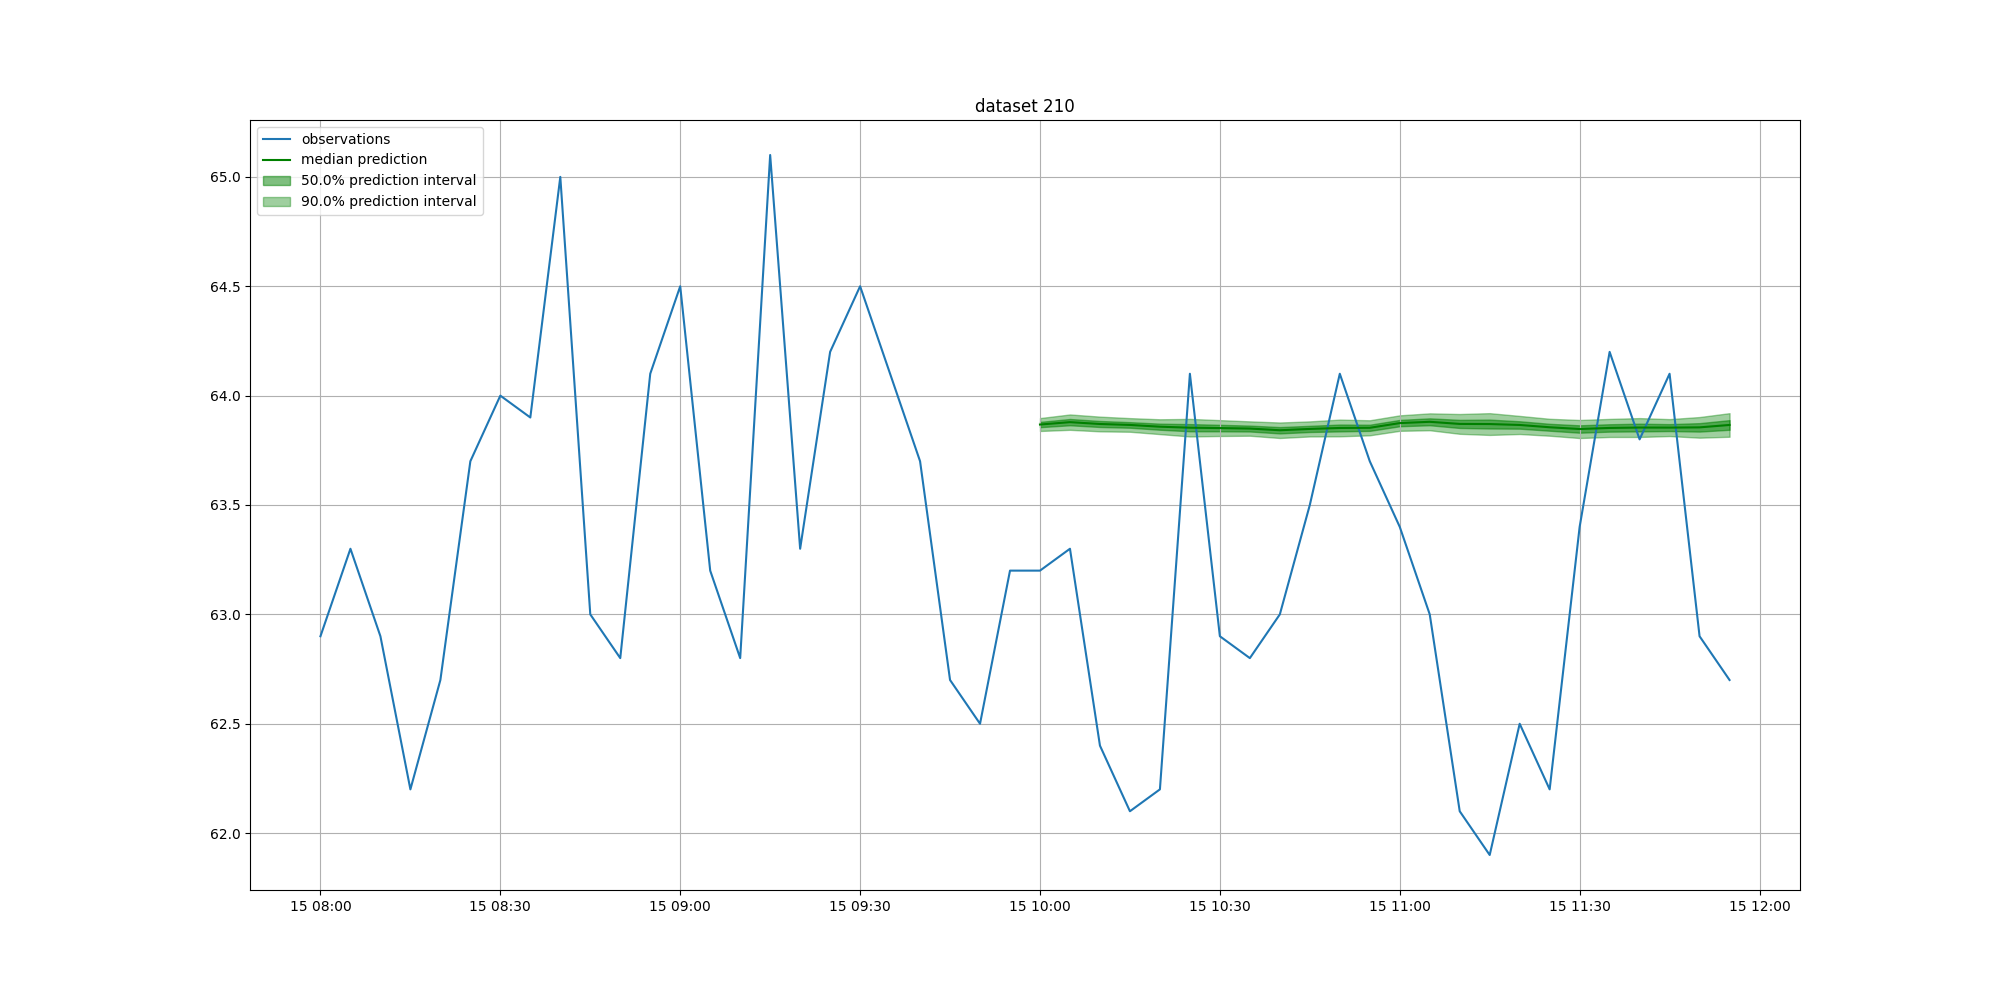 dataset 210
observations
median prediction
50.0% prediction interval
90.0% prediction interval
65.0
64.5
64.0
63.5
63.0
62.5
62.0
15 08:00 15 08:30 15 09:00 15 09:30 15 10:00 15 10:30 15 11:00 15 11:30 15 12:00